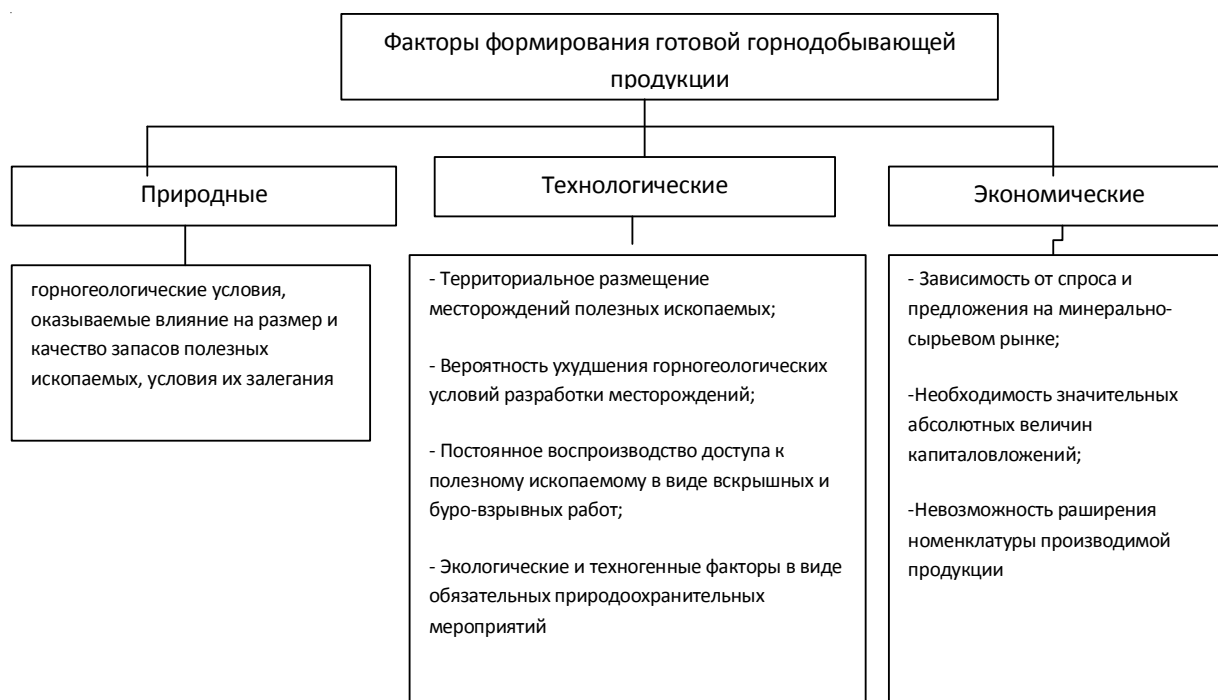 Факторы формирования готовой горнодобывающей
продукции
Природные
Технологические
Экономические
горногеологические условия,
оказываемые влияние на размер и
качество запасов полезных
ископаемых, условия их залегания
- Территориальное размещение
месторождений полезных ископаемых;
- Вероятность ухудшения горногеологических
условий разработки месторождений;
- Постоянное воспроизводство доступа к
полезному ископаемому в виде вскрышных и
буро-взрывных работ;
- Экологические и техногенные факторы в виде
обязательных природоохранительных
мероприятий
- Зависимость от спроса и
предложения на минерально-
сырьевом рынке;
-Необходимость значительных
абсолютных величин
капиталовложений;
-Невозможность раширения
номенклатуры производимой
продукции